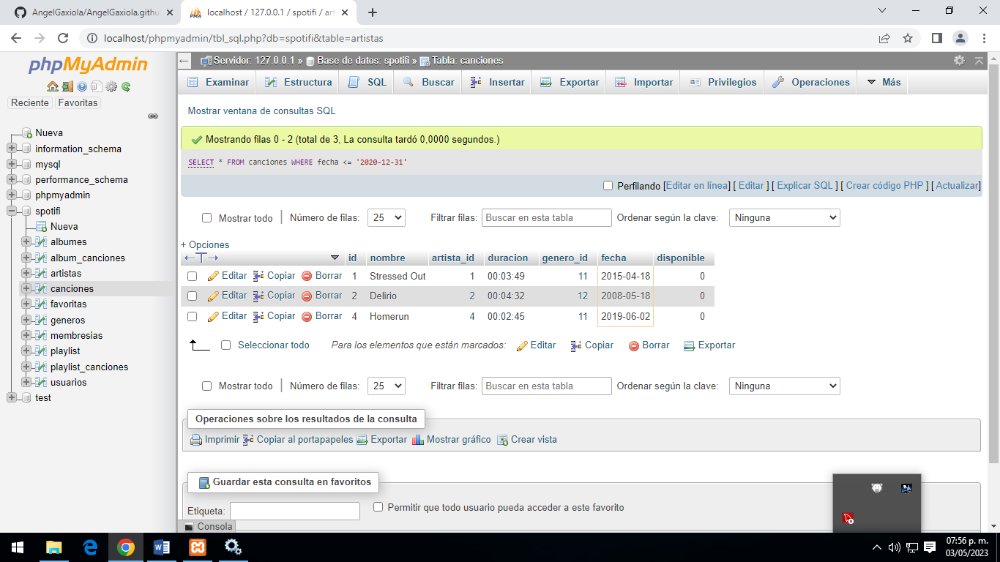 AngelGaxiola/AngelGaxiola.githu
localhost / 127.0.0.1 / spotifi / art
localhost/phpmyadmin/tbl_sql.php?db=spotifi&table=artistas
phpMyAdmin
Reciente Favoritas
Nueva
information_schema
mysql
performance_schema
phpmyadmin
spotifi
Nueva
albumes
album_canciones
artistas
canciones
favoritas
generos
membresias
playlist
playlist_canciones
usuarios
test
Servidor: 127.0.0.1 » Base de datos: spotifi » Tabla: canciones
Examinar Estructura SQL Buscar Insertar Exportar Importar Privilegios Operaciones Más
Mostrar ventana de consultas SQL
Mostrando filas 0 - 2 (total de 3, La consulta tardó 0,0000 segundos.)
SELECT * FROM canciones WHERE fecha <= '2020-12-31'
Perfilando [Editar en línea] [ Editar ] [ Explicar SQL ] [ Crear código PHP ] [ Actualizar]
Mostrar todo | Número de filas: 25 Filtrar filas: Buscar en esta tabla Ordenar según la clave: Ninguna
+ Opciones
id nombre artista_id duracion genero_id fecha disponible
Editar Copiar Borrar 1 Stressed Out 1 00:03:49 11 2015-04-18 0
Editar Copiar Borrar 2 Delirio 2 00:04:32 12 2008-05-18 0
Editar Copiar Borrar 4 Homerun 4 00:02:45 11 2019-06-02 0
Seleccionar todo Para los elementos que están marcados: Editar Copiar Borrar Exportar
Mostrar todo | Número de filas: 25 Filtrar filas: Buscar en esta tabla Ordenar según la clave: Ninguna
Operaciones sobre los resultados de la consulta
Imprimir Copiar al portapapeles Exportar Mostrar gráfico Crear vista
Guardar esta consulta en favoritos
Etiqueta: Permitir que todo usuario pueda acceder a este favorito
Consola
07:56 p. m.
03/05/2023